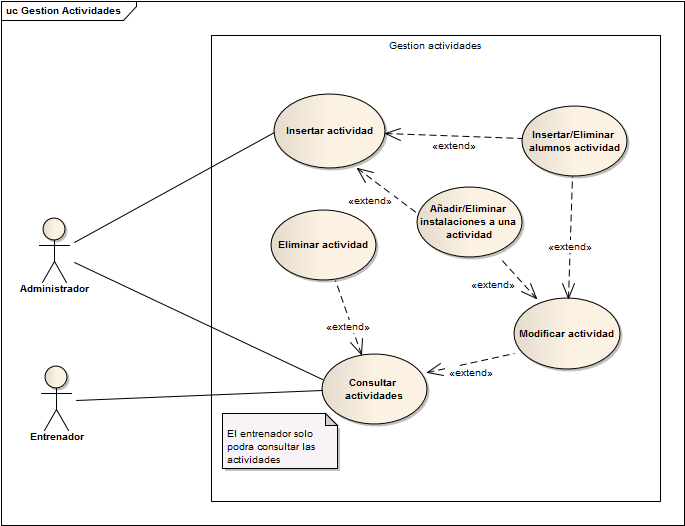 uc Gestion Actividades
Gestion actividades
Insertar actividad
Insertar/Eliminar
alumnos actividad
«extend»
«extend»
Añadir/Eliminar
instalaciones a una
actividad
Eliminar actividad
«extend»
«extend»
Administrador
«extend»
Modificar actividad
«extend»
Consultar
actividades
Entrenador
El entrenador solo
podra consultar las
actividades